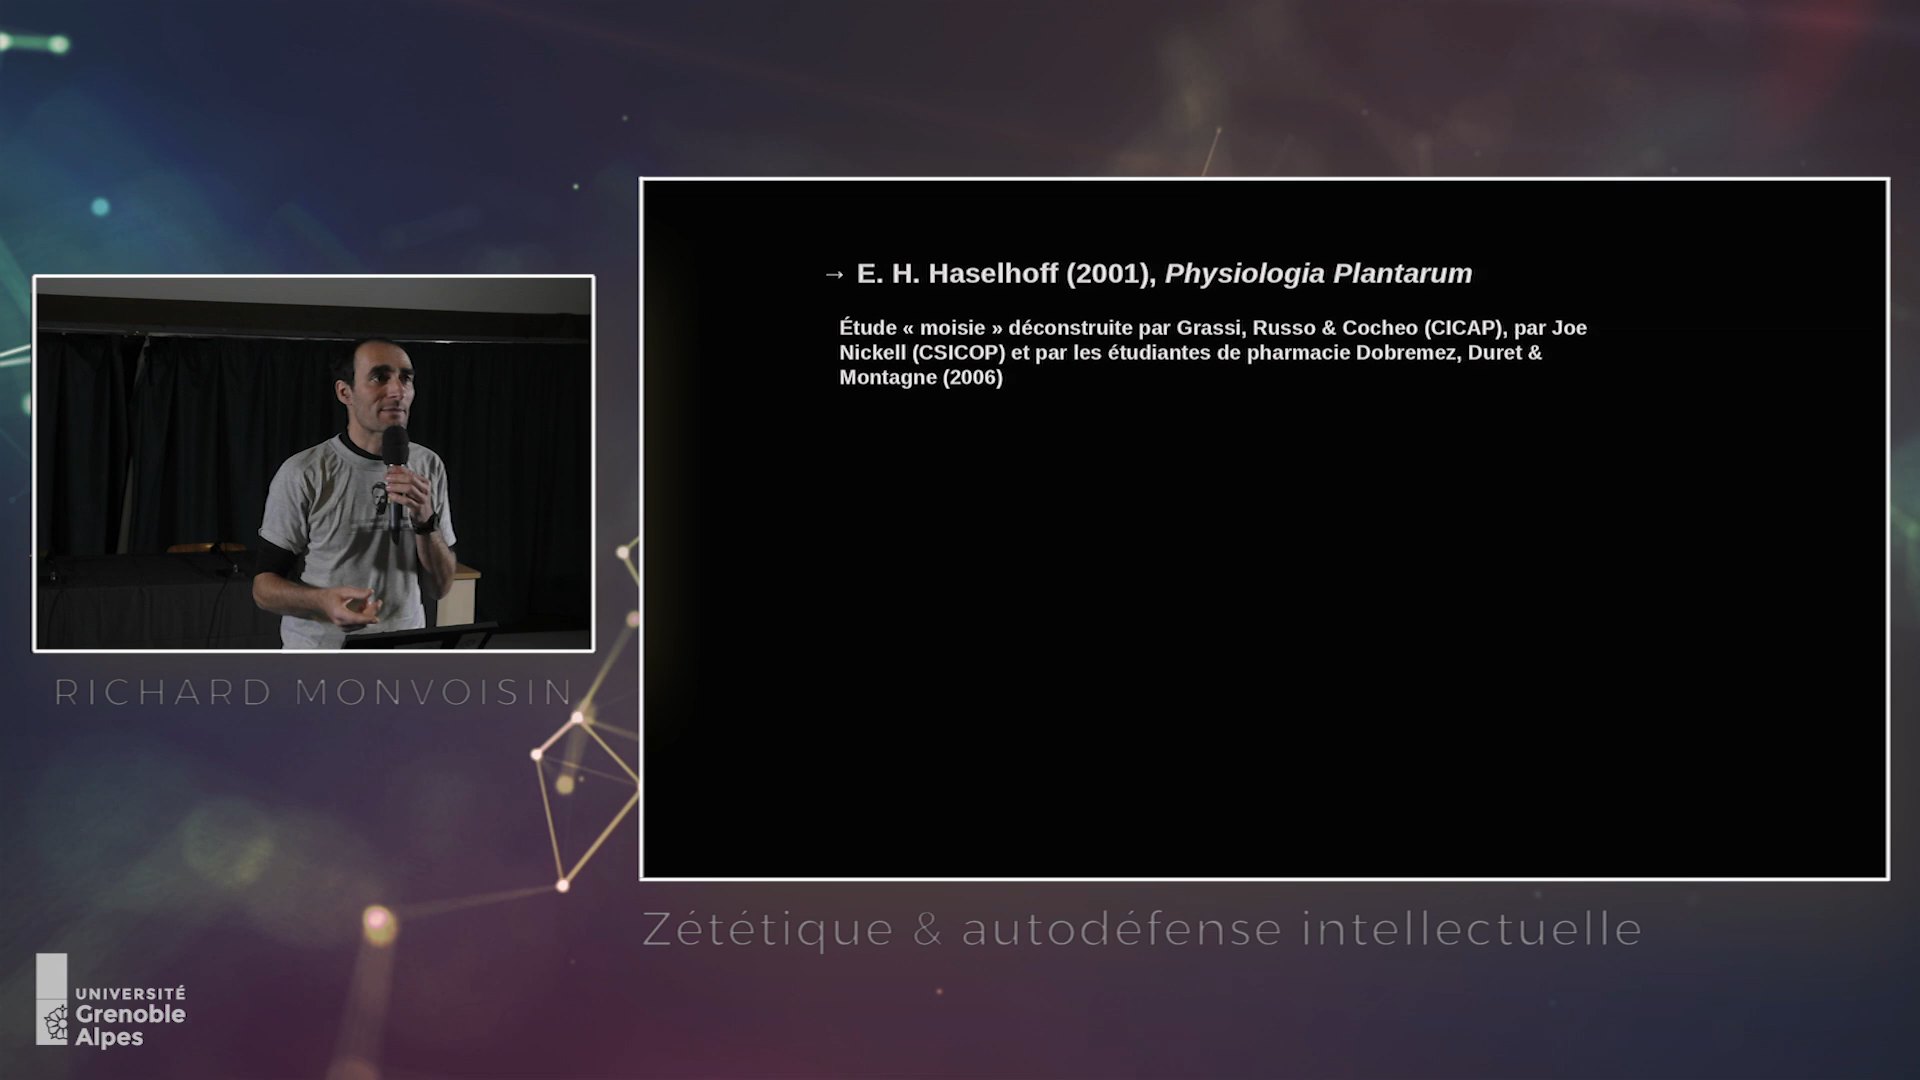 → E. H. Haselhoff (2001), Physiologia Plantarum
Étude « moisie » déconstruite par Grassi, Russo & Cocheo (CICAP), par Joe
Nickell (CSICOP) et par les étudiantes de pharmacie Dobremez, Duret &
Montagne (2006)
RICHARD MONVOISIN
Zététique & autodéfense intellectuelle
UNIVERSITÉ
Grenoble
Alpes